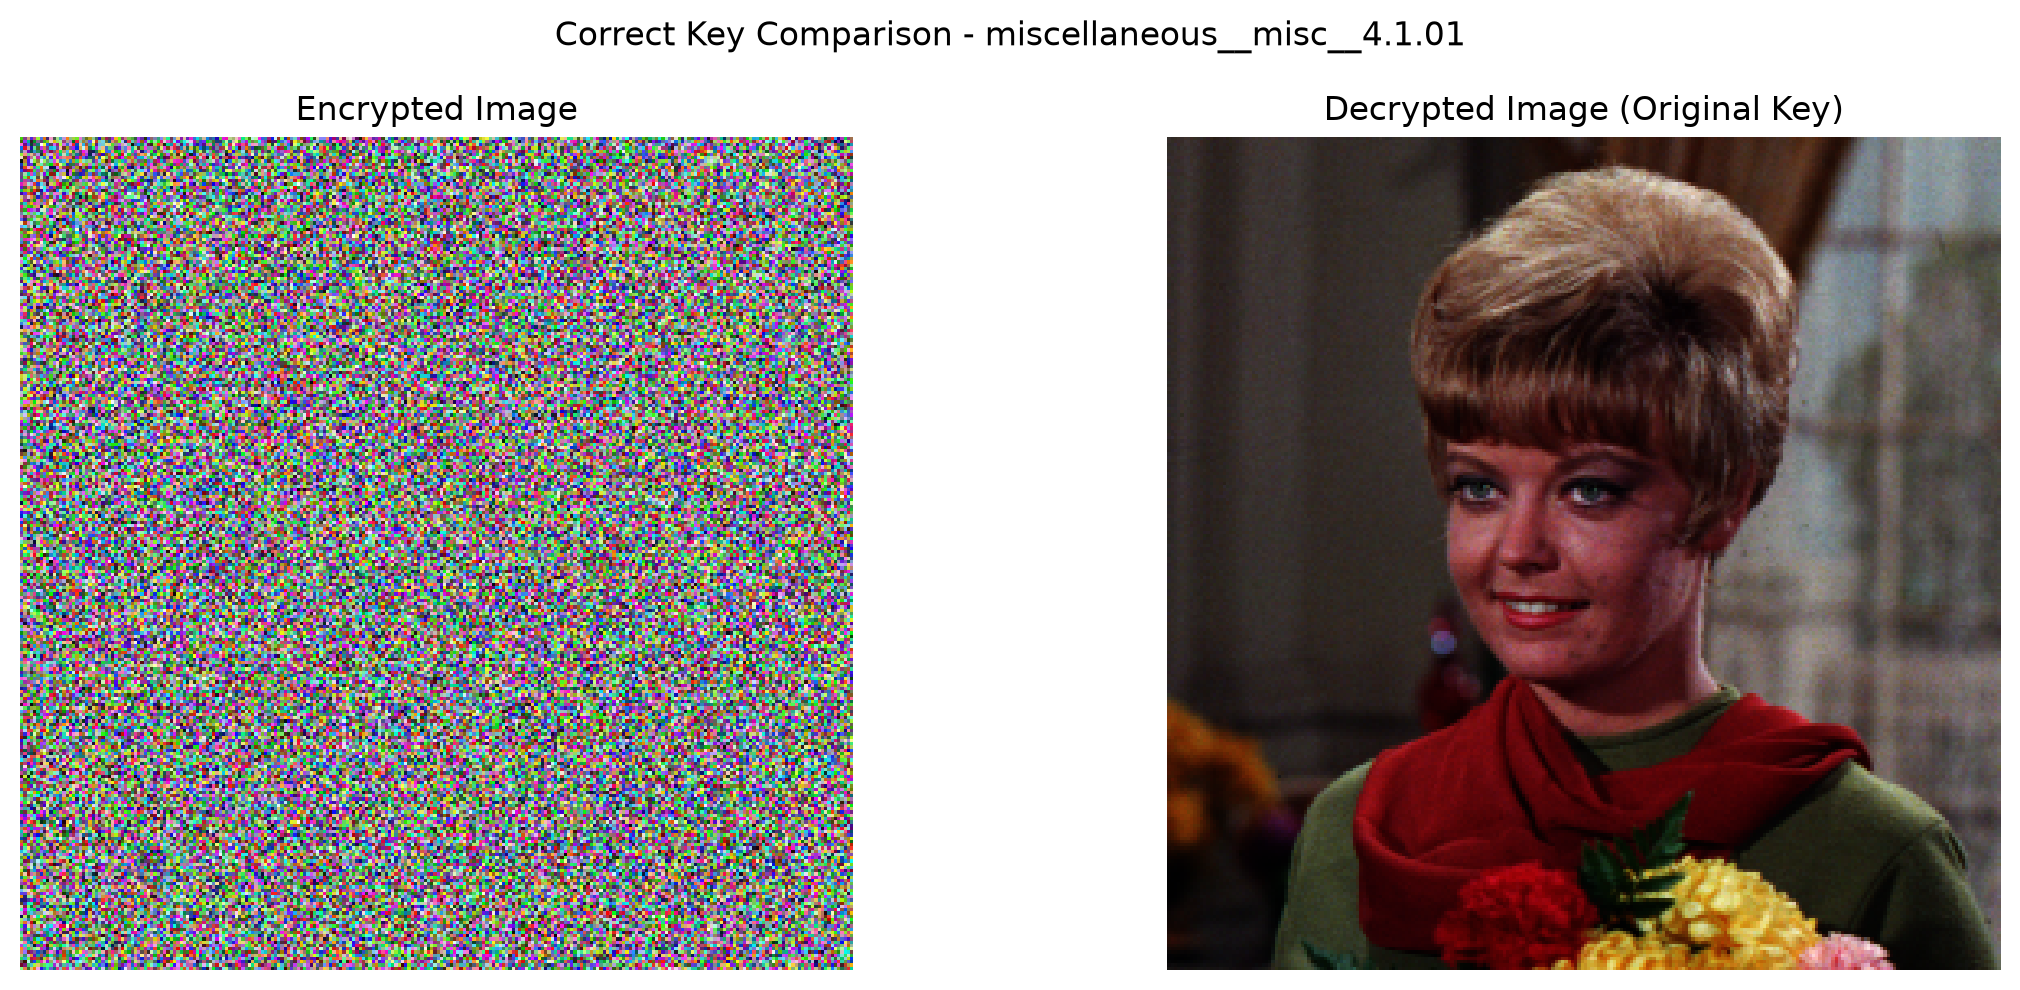 Correct Key Comparison - miscellaneous__misc__4.1.01
Encrypted Image
Decrypted Image (Original Key)